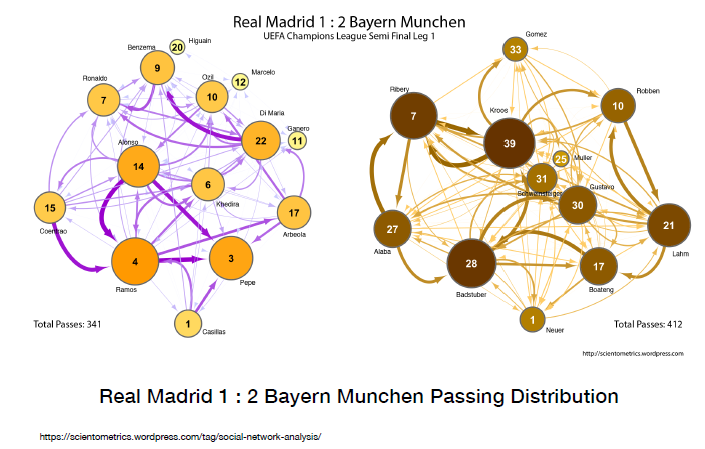 Real Madrid 1 : 2 Bayern Munchen
UEFA Champions League Semi Final Leg 1
Higuain
20
Benzema
9
Marcelo
12
Ozil
10
Ronaldo
7
Di Maria
22
Ganero
11
Alonso
14
6
Khedira
15
Coentrao
17
Arbeola
4
Ramos
3
Pepe
1
Casillas
Total Passes: 341
Gomez
33
Ribery
7
Kroos
39
Robben
10
Muller
25
31
Schweinsteiger
Gustavo
30
27
Alaba
21
Lahm
28
Badstuber
17
Boateng
1
Neuer
Total Passes: 412
http://scientometrics.wordpress.com
Real Madrid 1 : 2 Bayern Munchen Passing Distribution
https://scientometrics.wordpress.com/tag/social-network-analysis/